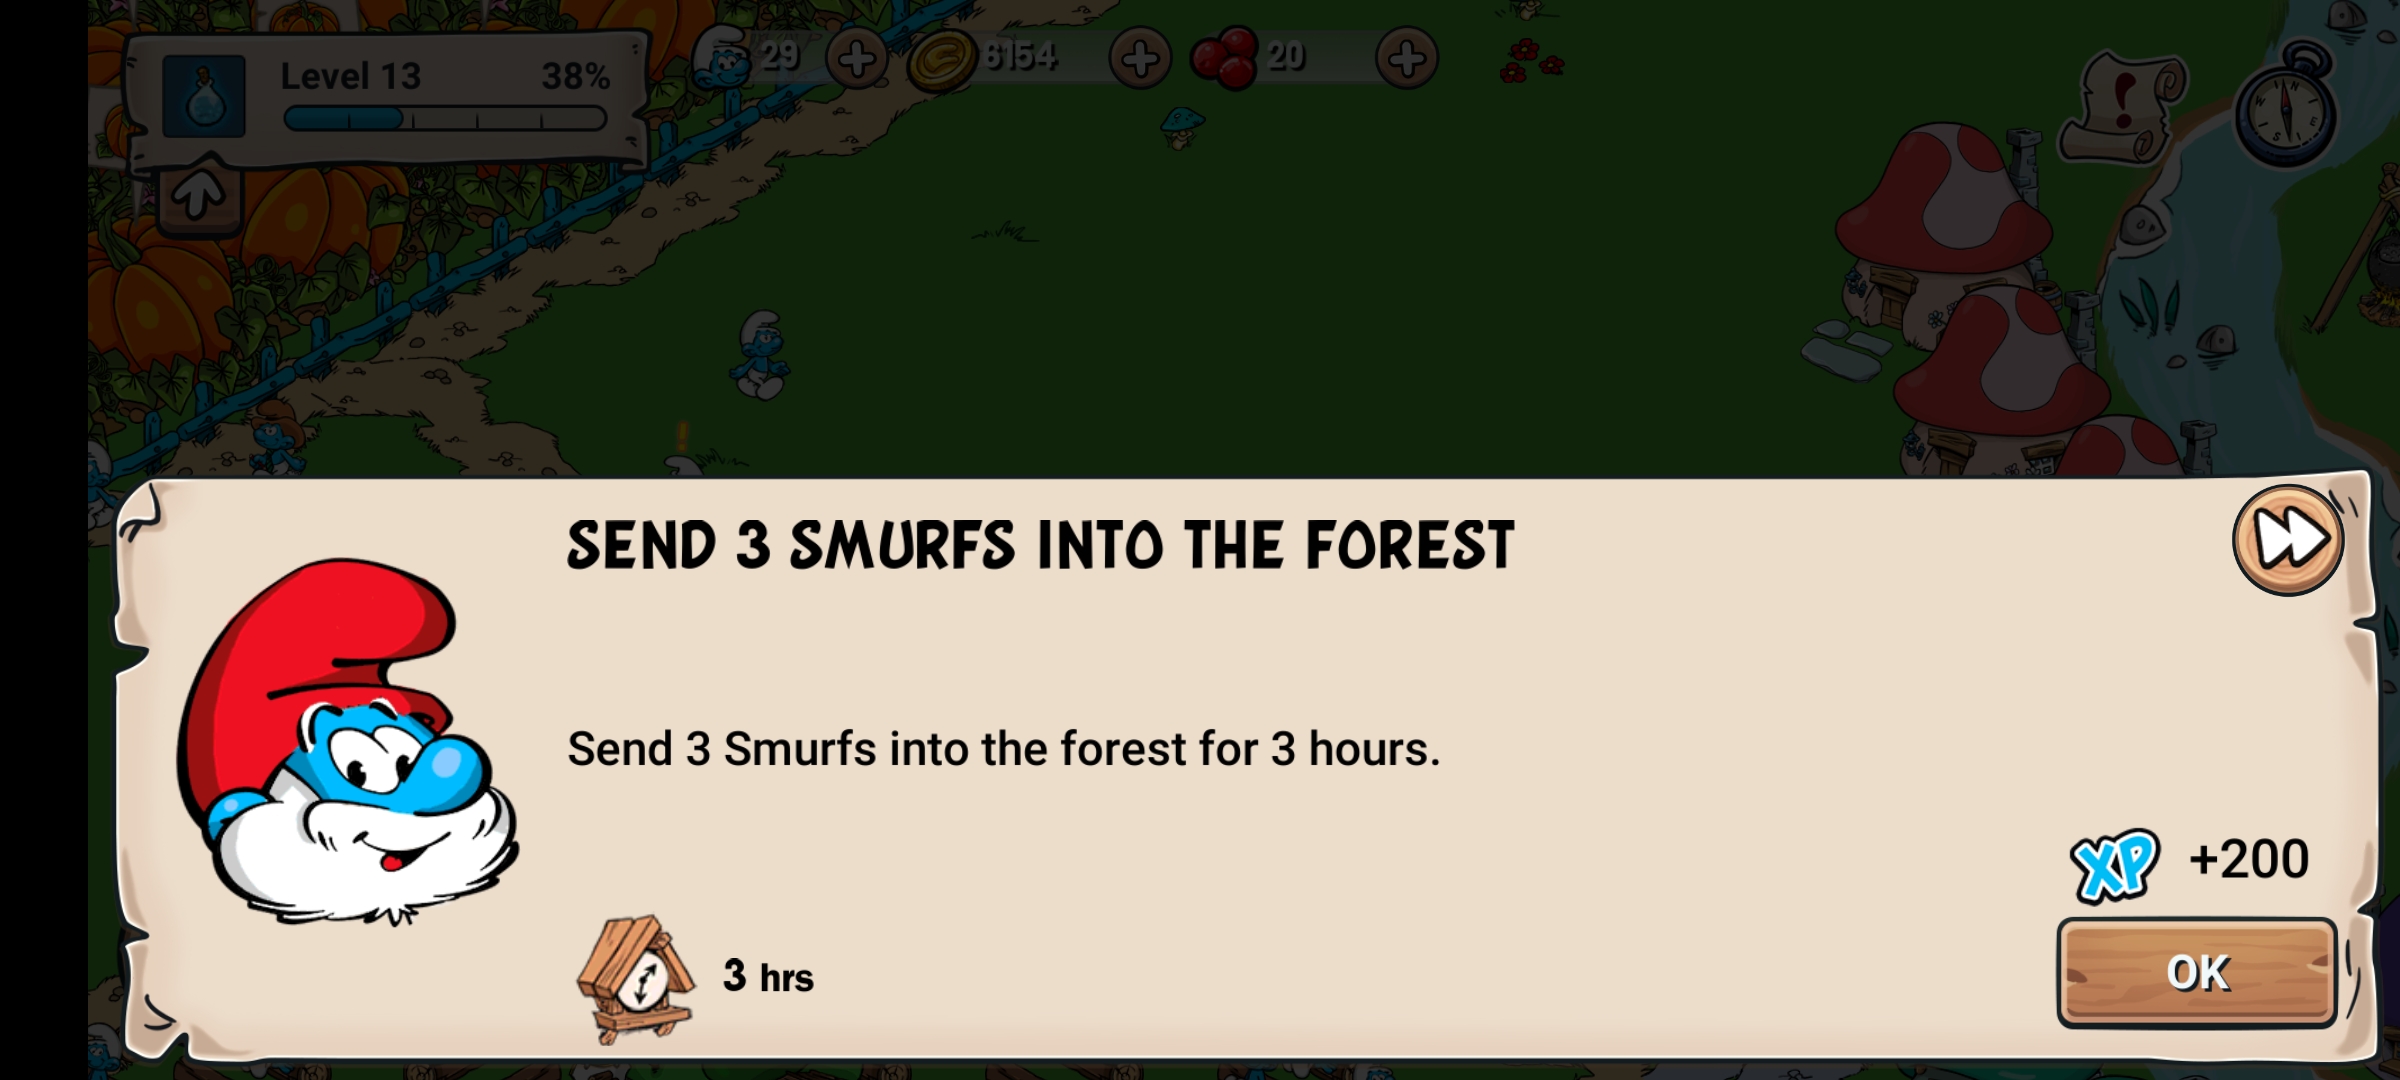 Level 13 38%
29
6154
20
SEND 3 SMURFS INTO THE FOREST
Send 3 Smurfs into the forest for 3 hours.
XP +200
3 hrs
OK